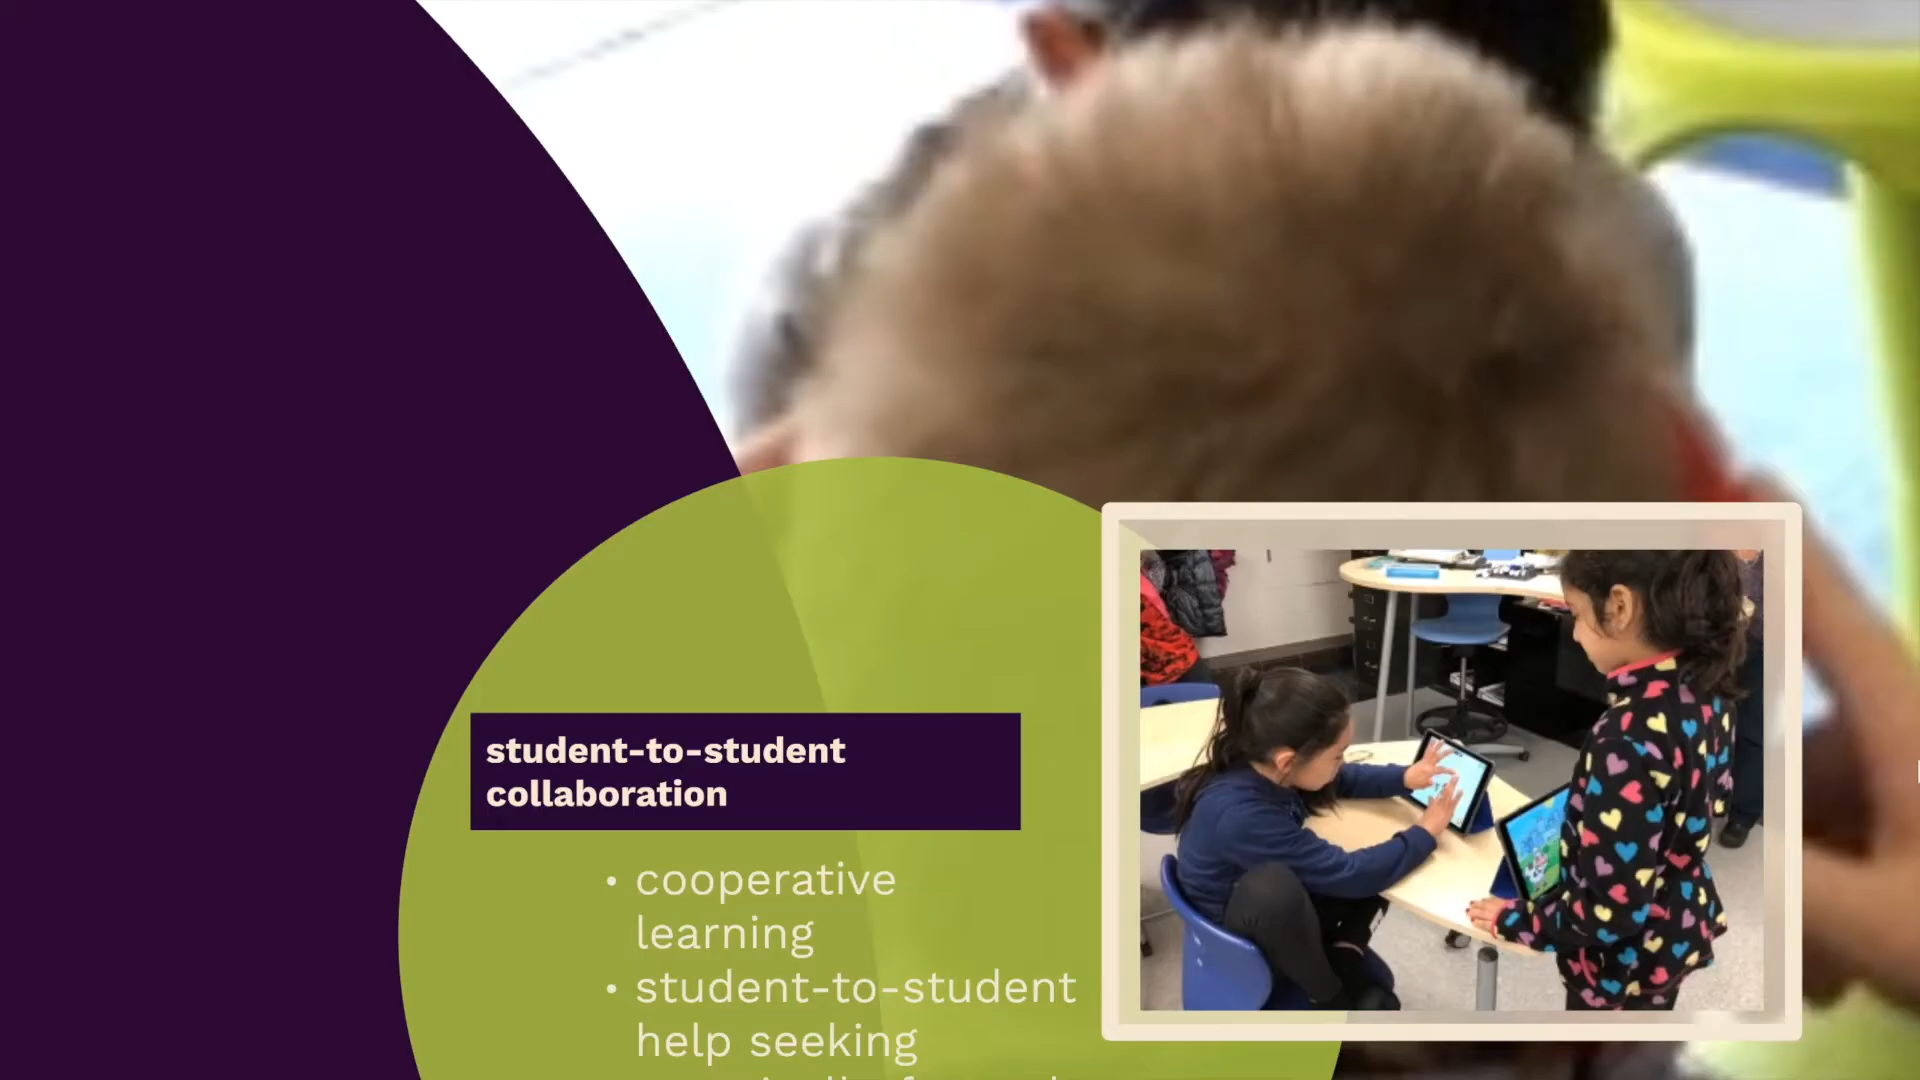 student-to-student
collaboration
• cooperative
learning
• student-to-student
help seeking